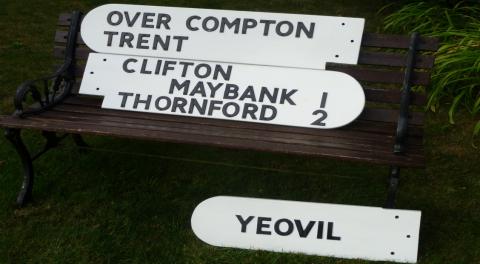 OVER COMPTON
TRENT
CLIFTON
MAYBANK 1
THORNFORD 2
YEOVIL